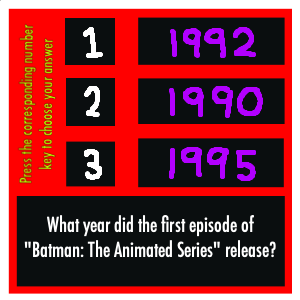 Press the corresponding number
key to choose your answer
1 1992
2 1990
3 1995
What year did the first episode of
"Batman: The Animated Series" release?